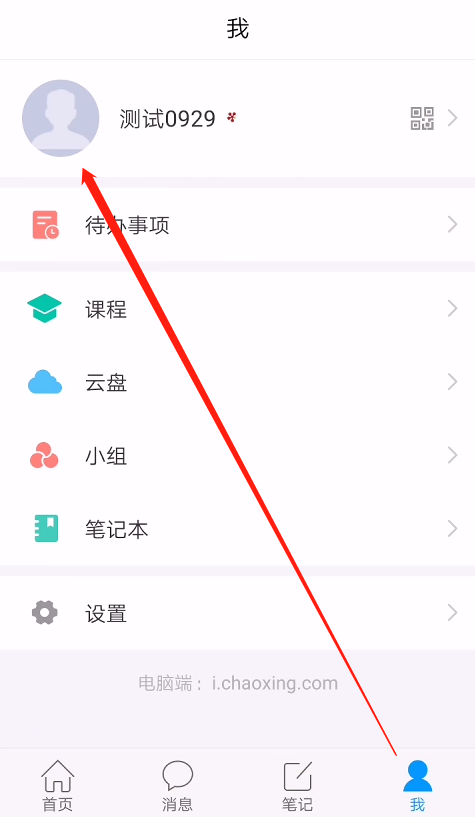 我
测试0929
待办事项
课程
云盘
小组
笔记本
设置
电脑端：i.chaoxing.com
首页
消息
笔记
我